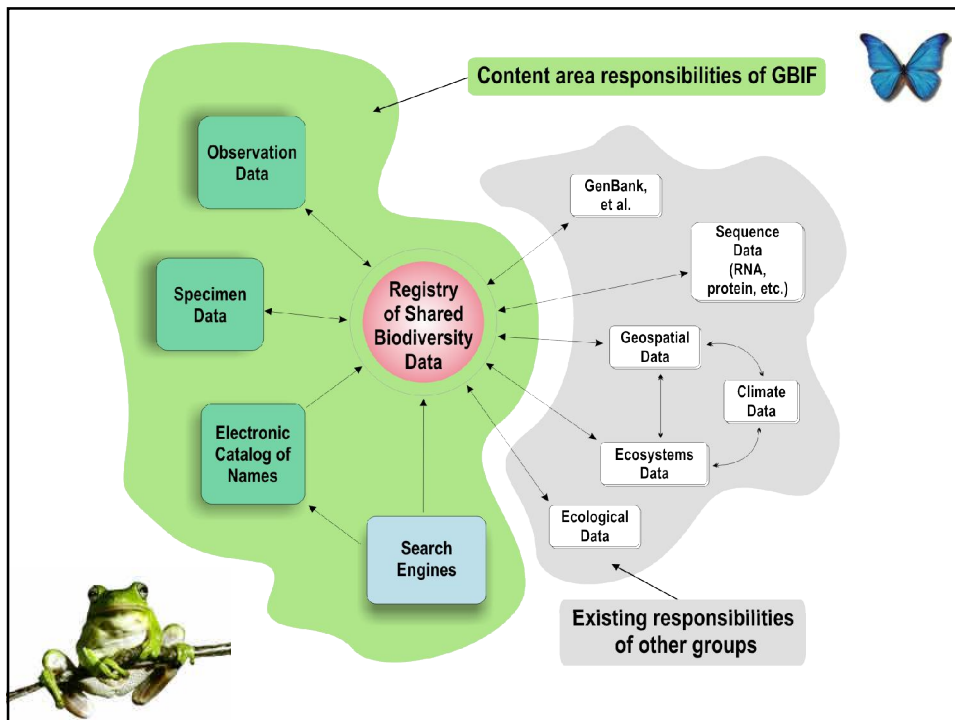 Content area responsibilities of GBIF
Observation
Data
Specimen
Data
Electronic
Catalog of
Names
Search
Engines
Registry
of Shared
Biodiversity
Data
GenBank,
et al.
Sequence
Data
(RNA,
protein, etc.)
Geospatial
Data
Climate
Data
Ecosystems
Data
Ecological
Data
Existing responsibilities
of other groups